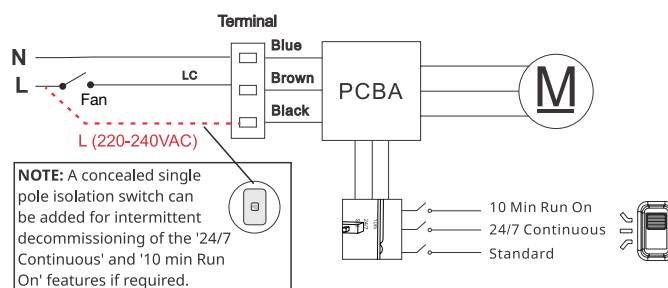 Terminal
N
Blue
L
LC
Brown
Fan
Black
PCBA
M
L (220-240VAC)
NOTE: A concealed single
pole isolation switch can
be added for intermittent
decommissioning of the '24/7
Continuous' and '10 min Run
On' features if required.
10 Min Run On
24/7 Continuous
Standard